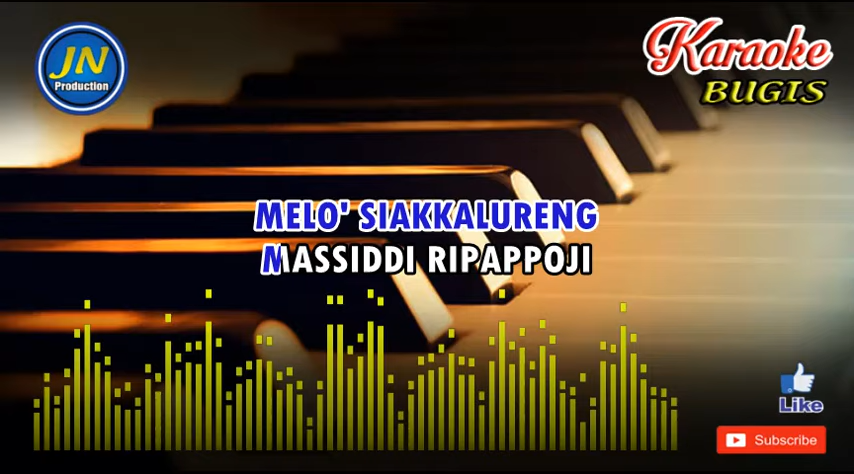 JN
Production
Karaoke
BUGIS
MELO' SIAKKALURENG
MASSIDDI RIPAPPOJI
Like
Subscribe